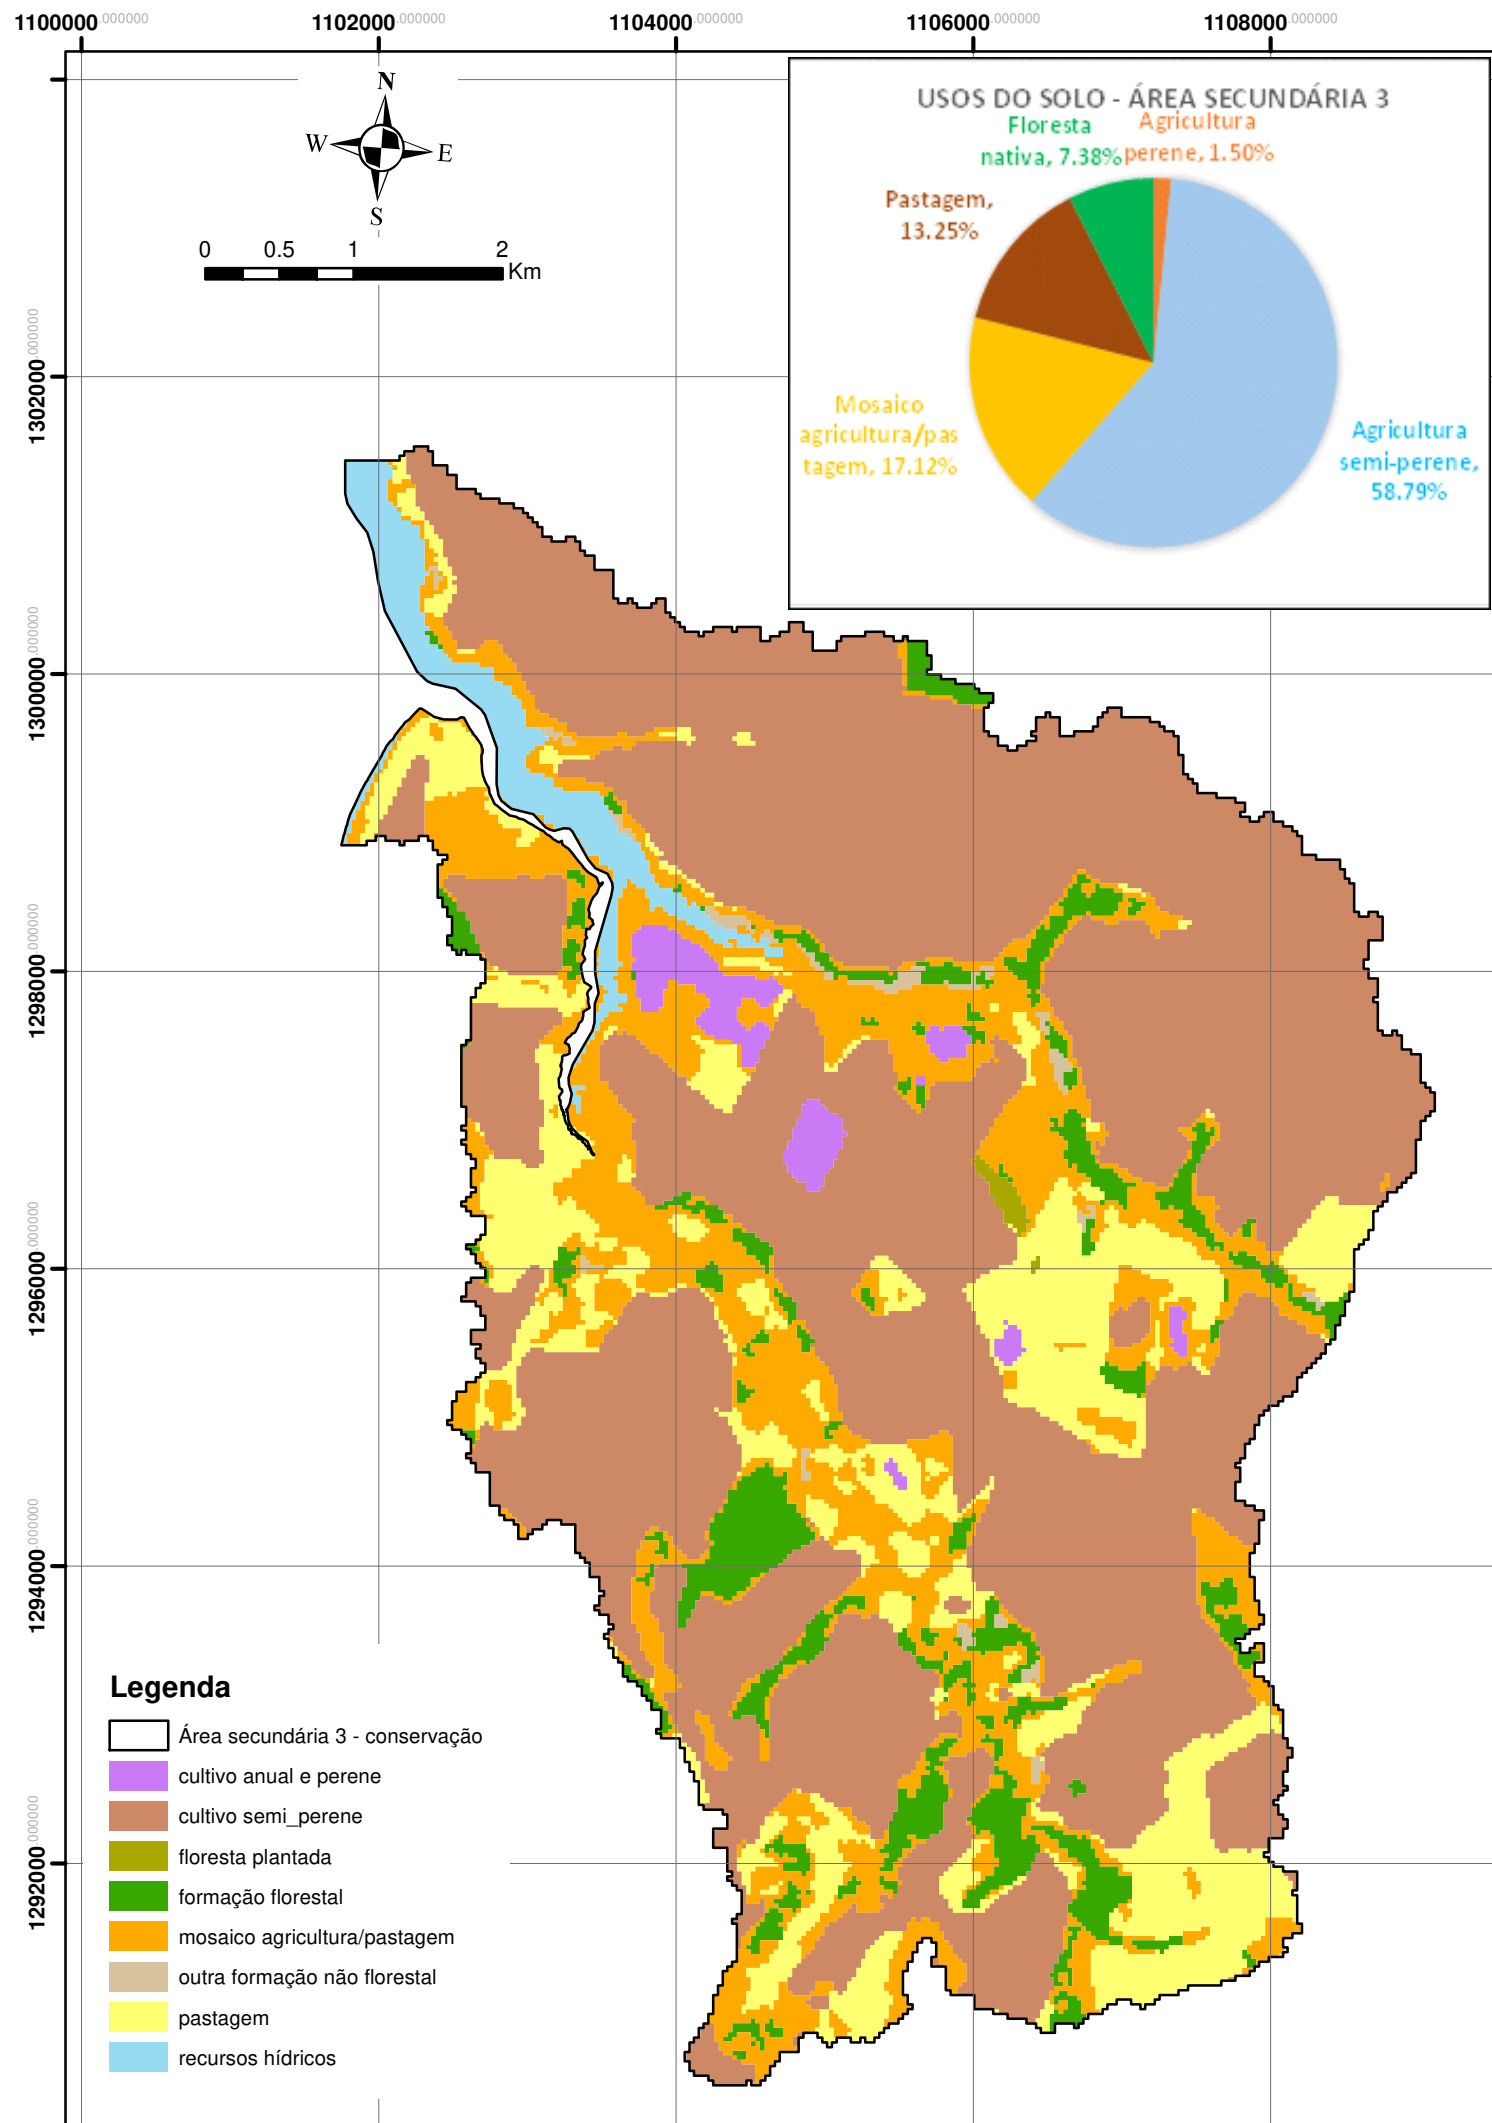 1100000.000000
1102000.000000
1104000.000000
1106000.000000
1108000.000000
N
W
E
S
0
0.5
1
2
Km
USOS DO SOLO - ÁREA SECUNDÁRIA 3
Floresta
nativa, 7.38%
Agricultura
perene, 1.50%
Pastagem,
13.25%
Mosaico
agricultura/pas
tagem, 17.12%
Agricultura
semi-perene,
58.79%
1302000.000000
1300000.000000
1298000.000000
1296000.000000
1294000.000000
1292000.000000
Legenda
Área secundária 3 - conservação
cultivo anual e perene
cultivo semi_perene
floresta plantada
formação florestal
mosaico agricultura/pastagem
outra formação não florestal
pastagem
recursos hídricos